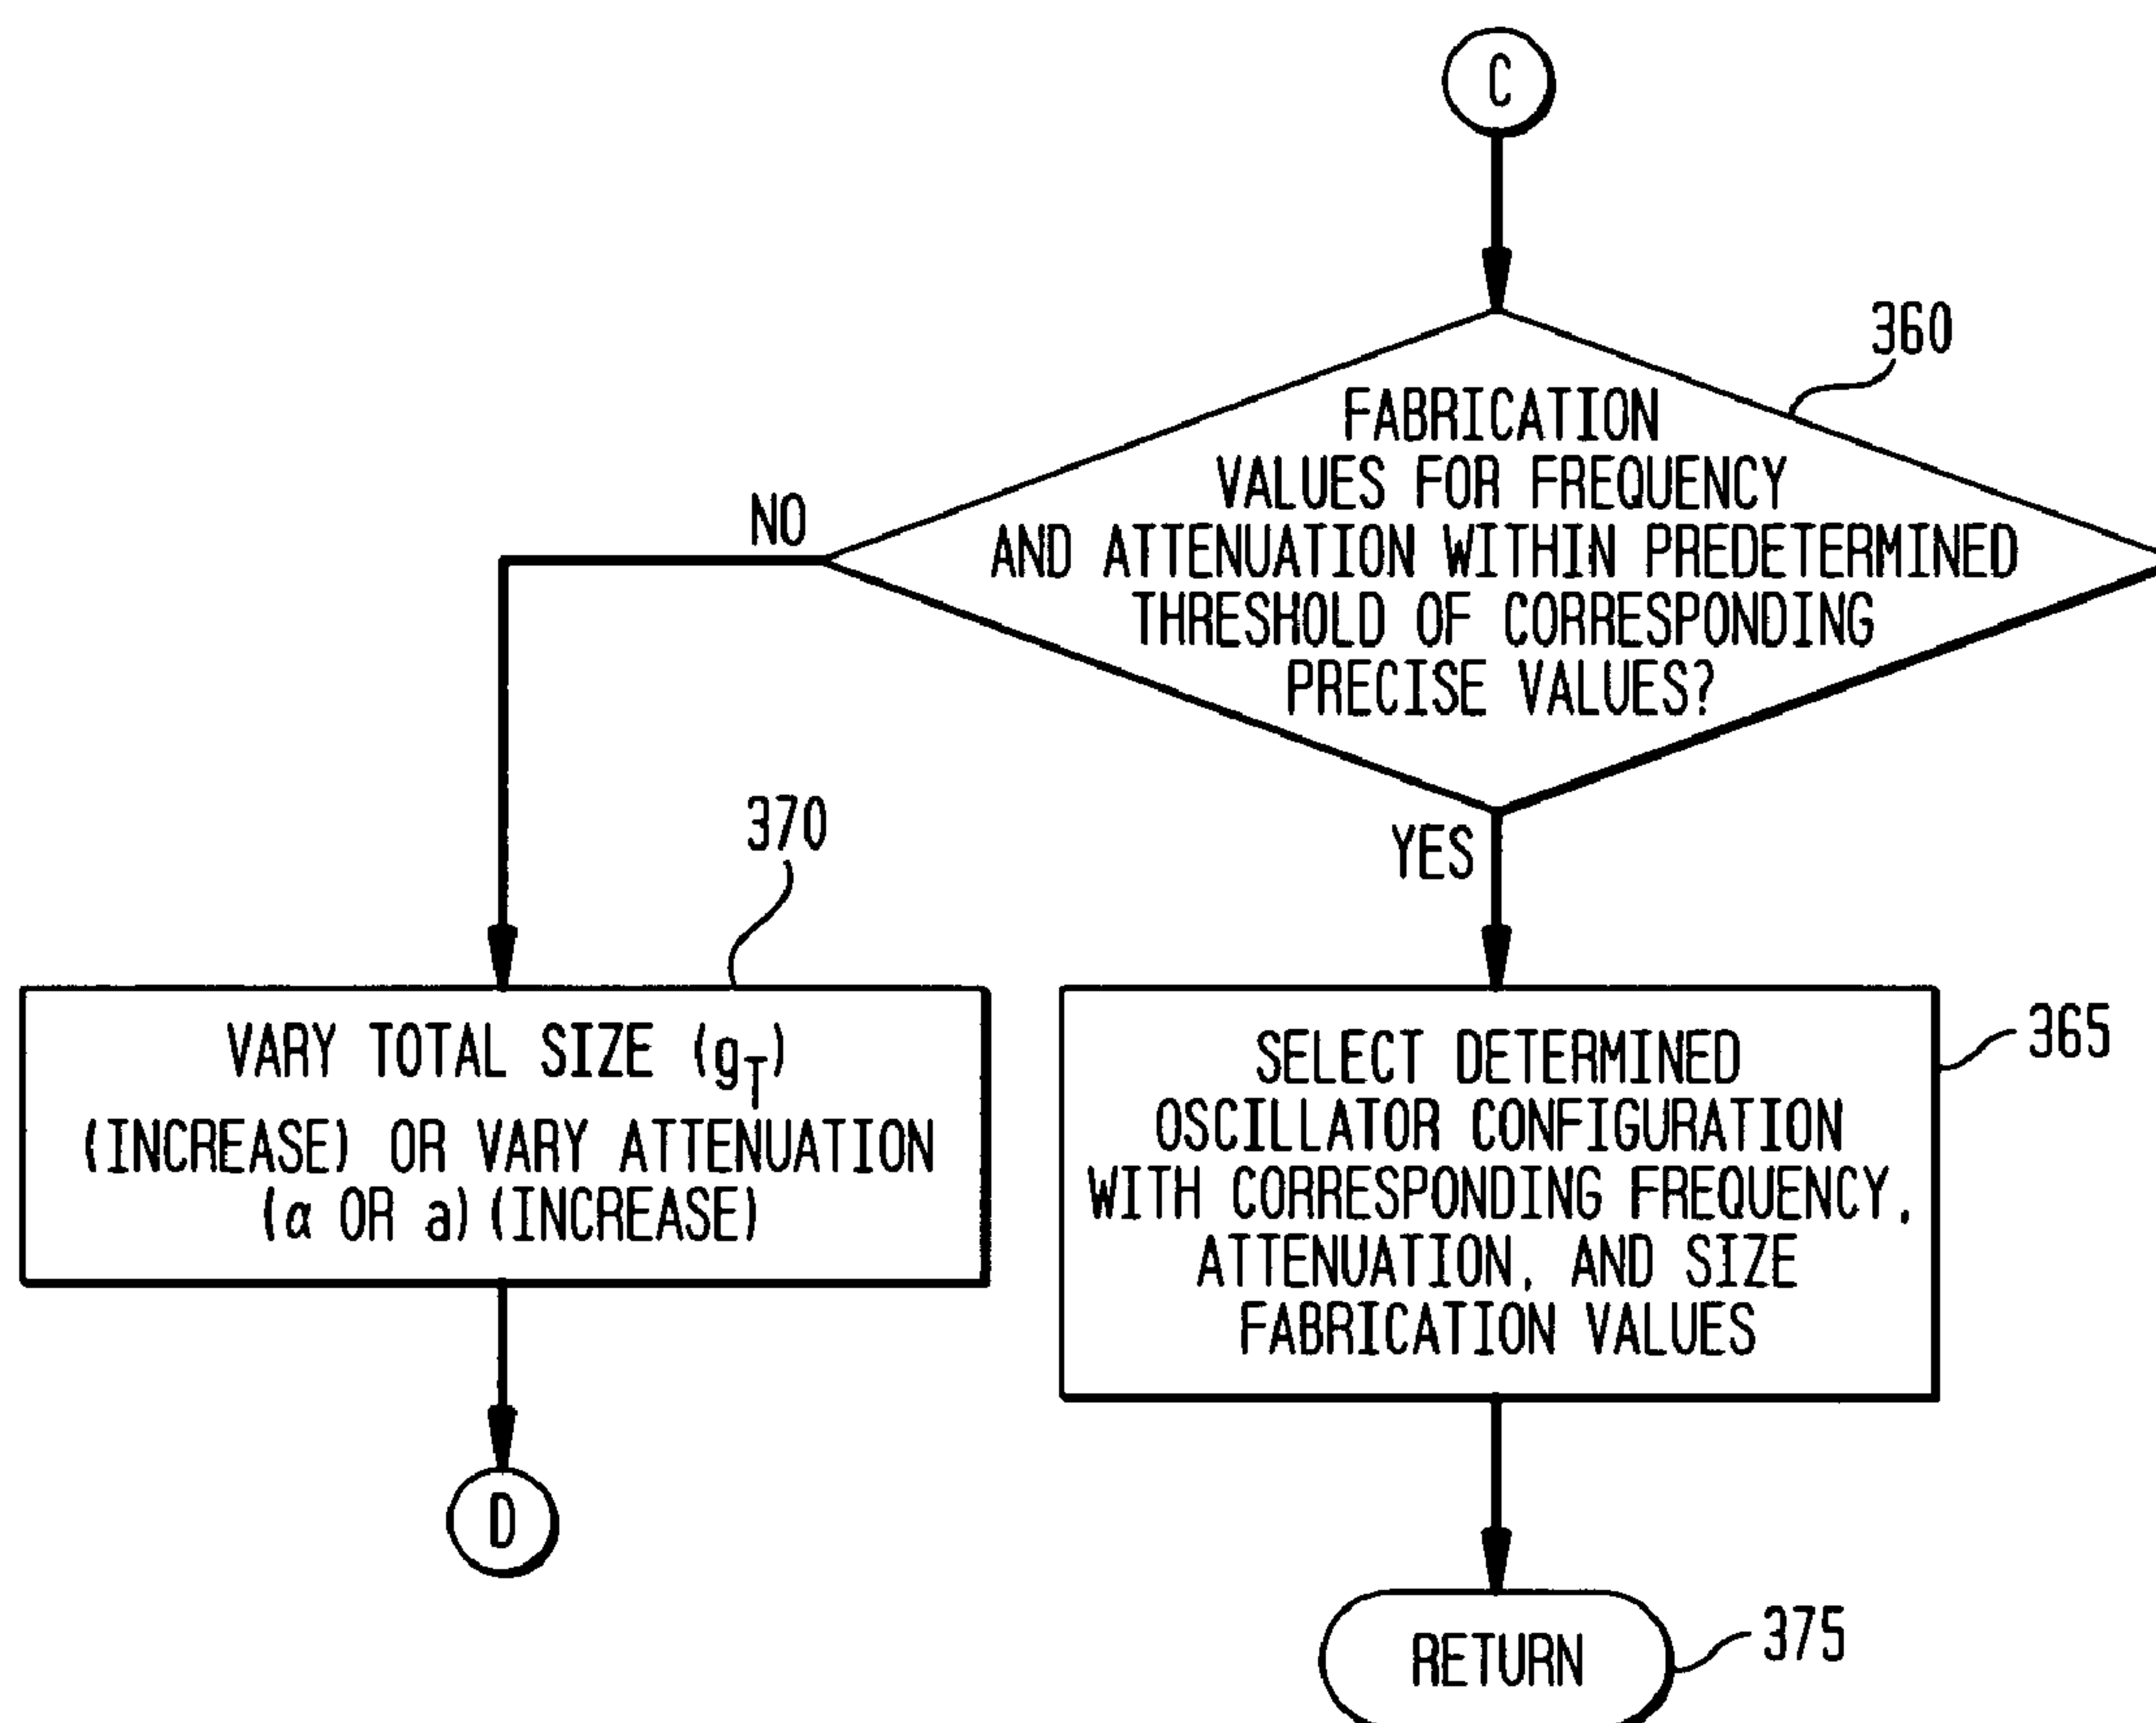 C
360
FABRICATION
VALUES FOR FREQUENCY
AND ATTENUATION WITHIN PREDETERMINED
THRESHOLD OF CORRESPONDING
PRECISE VALUES?
NO
YES
370
VARY TOTAL SIZE (gT)
(INCREASE) OR VARY ATTENUATION
(α OR a) (INCREASE)
D
365
SELECT DETERMINED
OSCILLATOR CONFIGURATION
WITH CORRESPONDING FREQUENCY,
ATTENUATION, AND SIZE
FABRICATION VALUES
RETURN
375